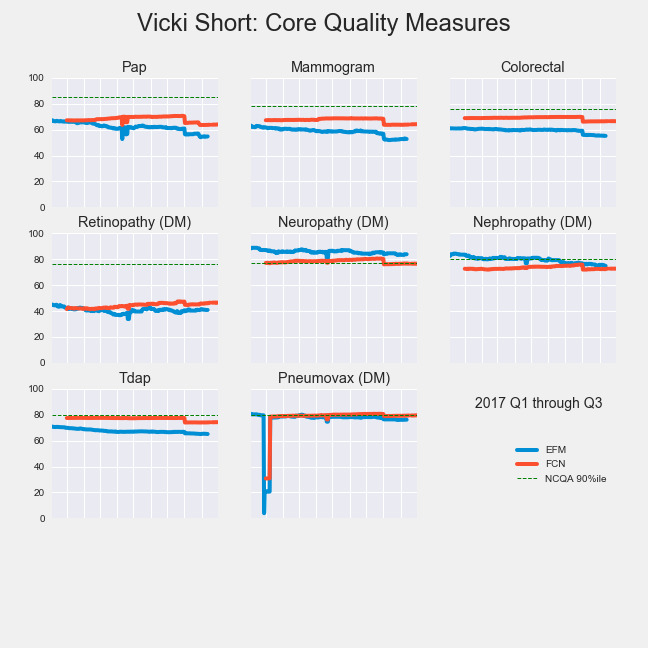 Vicki Short: Core Quality Measures
Pap
Mammogram
Colorectal
100
80
60
40
20
0
Retinopathy (DM)
Neuropathy (DM)
Nephropathy (DM)
100
80
60
40
20
0
Tdap
Pneumovax (DM)
100
80
60
40
20
0
2017 Q1 through Q3
EFM
FCN
NCQA 90%ile